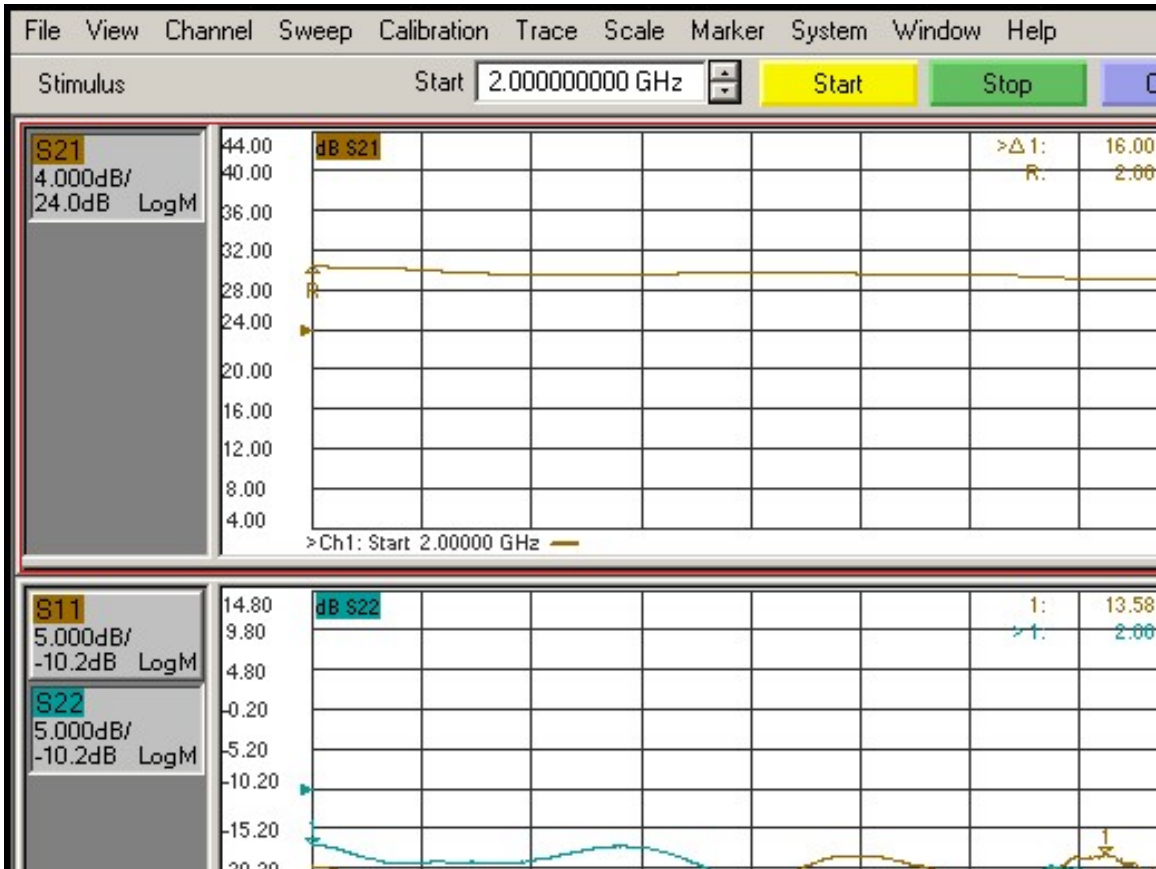 File View Channel Sweep Calibration Trace Scale Marker System Window Help
Stimulus Start 2.000000000 GHz Start Stop
S21
4.000dB/
24.0dB LogM
44.00
40.00
36.00
32.00
28.00
24.00
20.00
16.00
12.00
8.00
4.00
dB S21
>Δ 1: 16.00
R: 2.00
R
>Ch1: Start 2.00000 GHz
S11
5.000dB/
-10.2dB LogM
S22
5.000dB/
-10.2dB LogM
14.80
9.80
4.80
-0.20
-5.20
-10.20
-15.20
dB S22
1: 13.58
> 1: 2.00
1